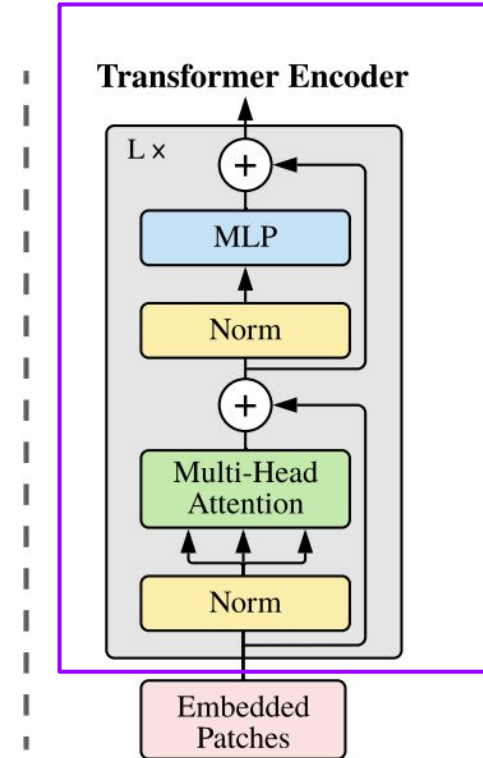 Transformer Encoder
L ×
+
MLP
Norm
+
Multi-Head
Attention
Norm
Embedded
Patches